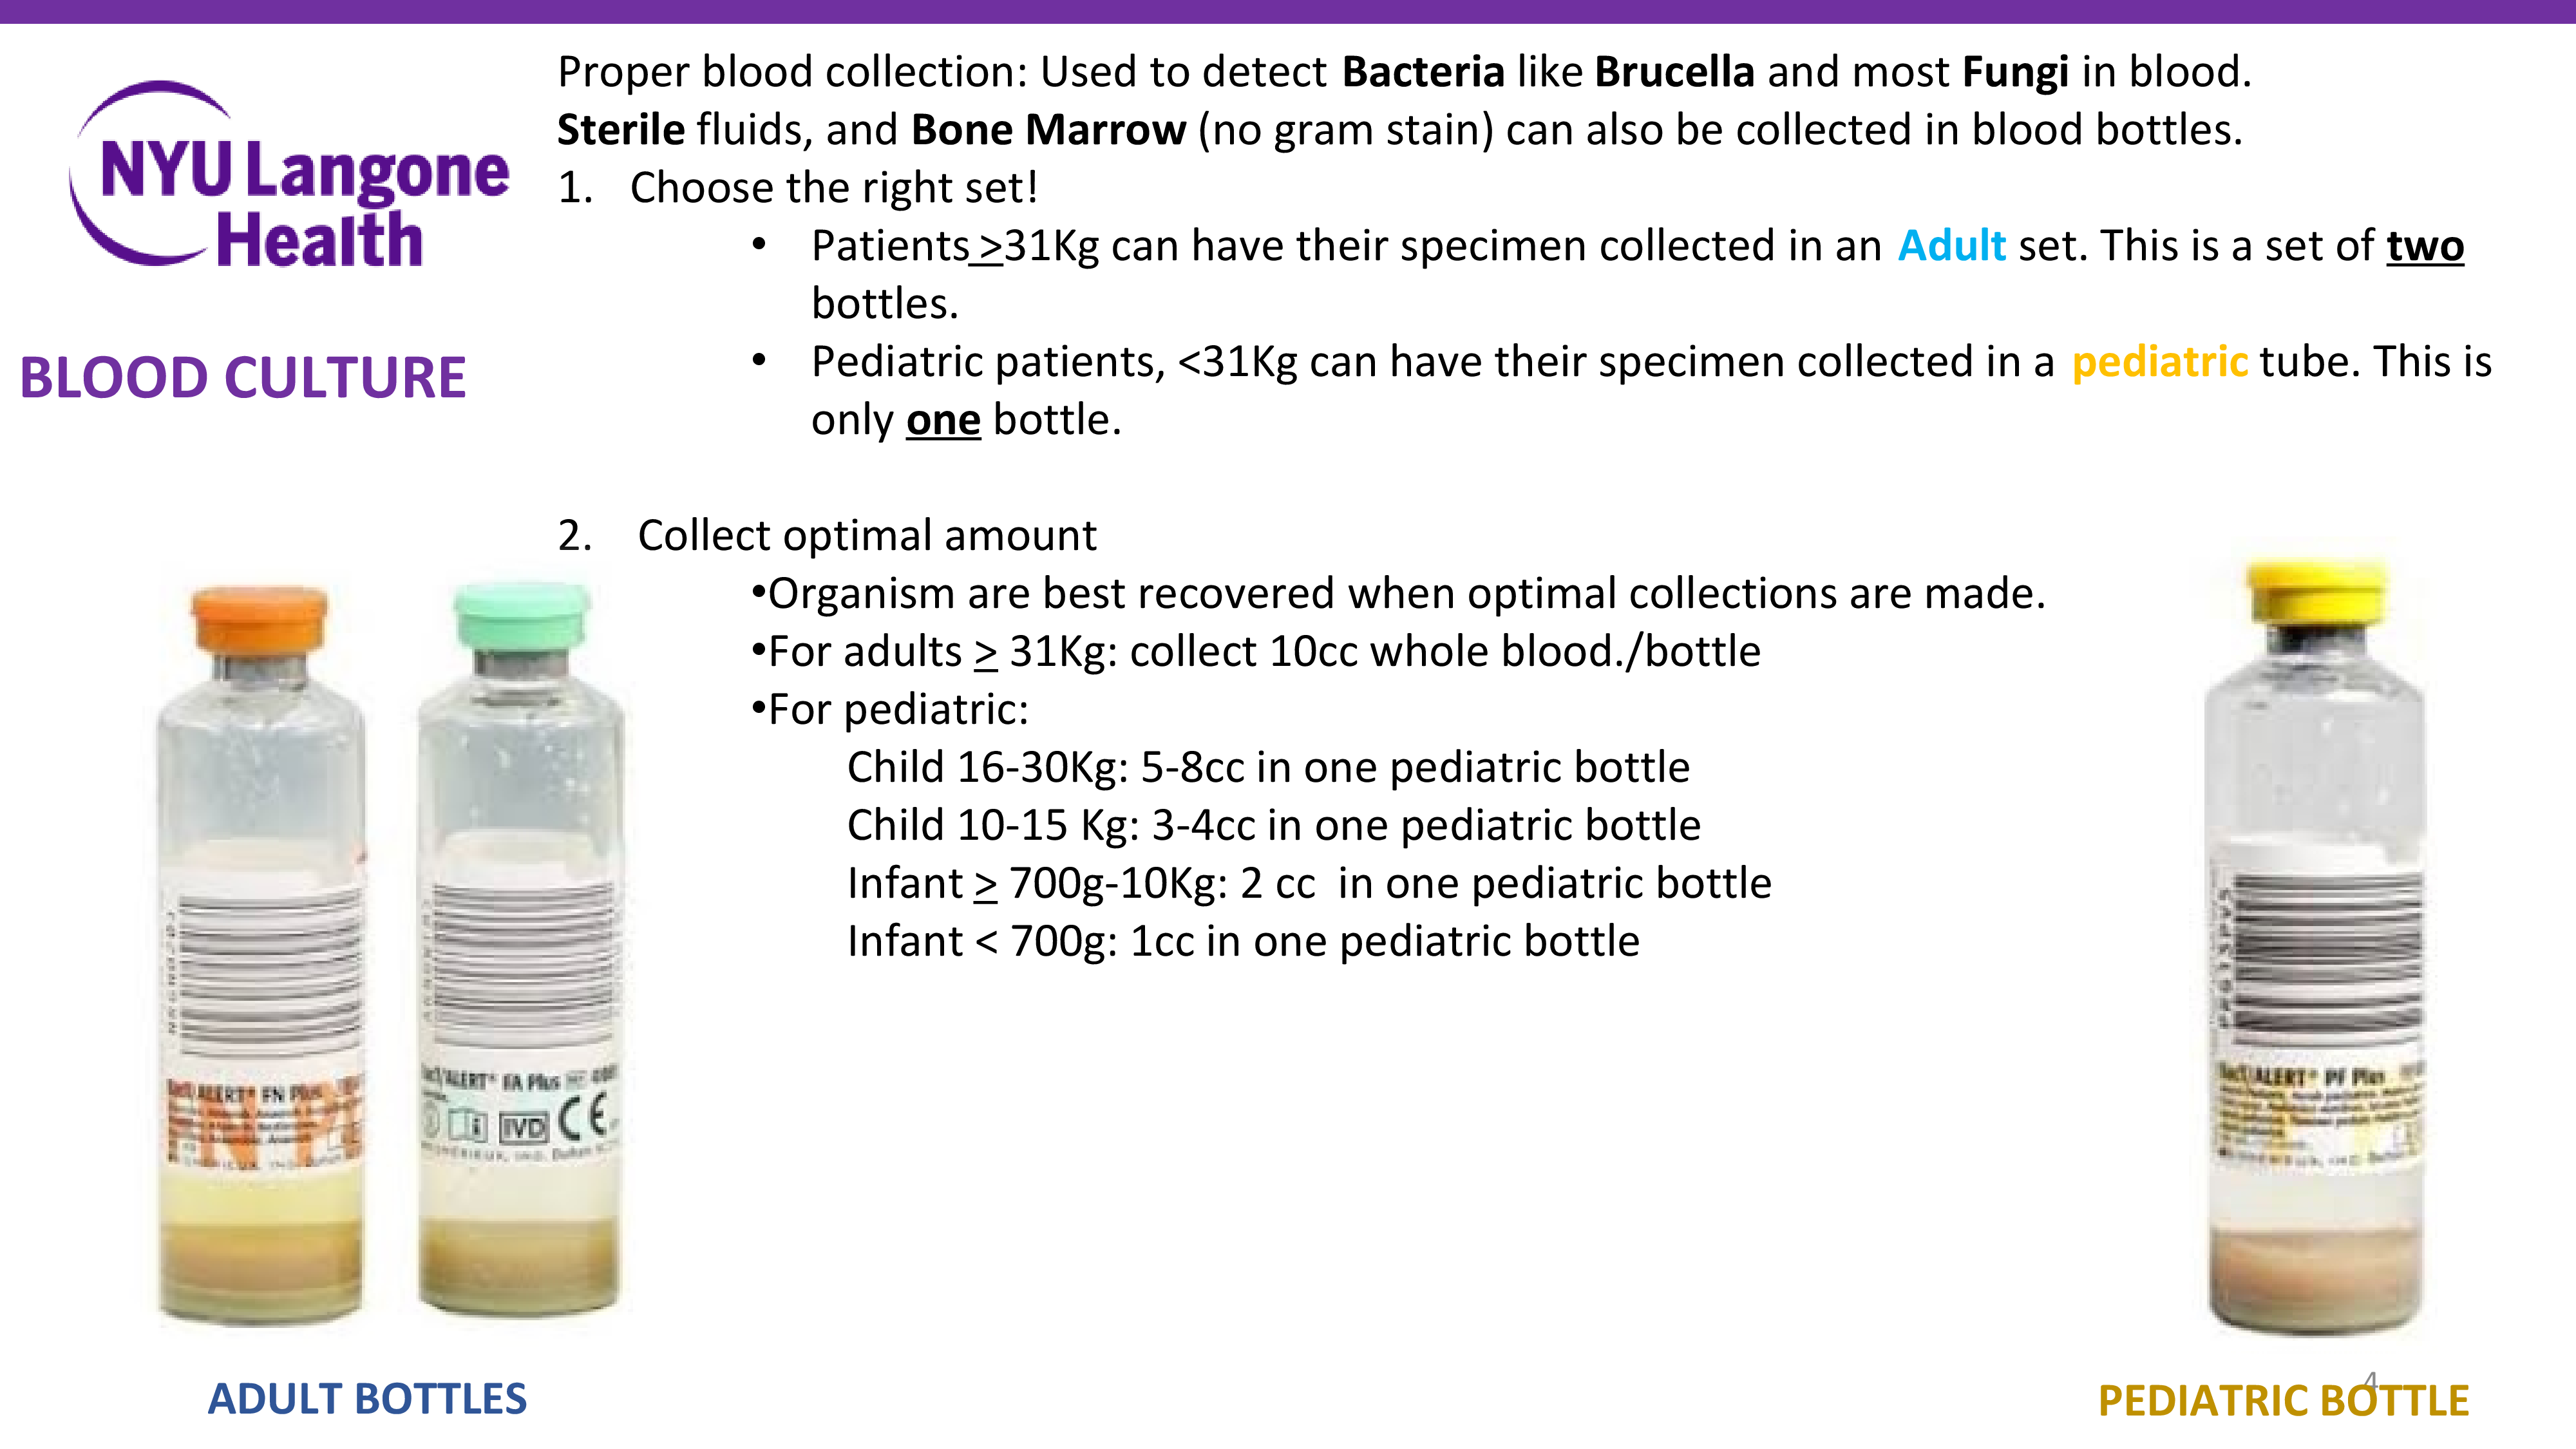 NYU Langone
Health
BLOOD CULTURE
Proper blood collection: Used to detect Bacteria like Brucella and most Fungi in blood.
Sterile fluids, and Bone Marrow (no gram stain) can also be collected in blood bottles.
1. Choose the right set!
• Patients ≥31Kg can have their specimen collected in an Adult set. This is a set of two
bottles.
• Pediatric patients, <31Kg can have their specimen collected in a pediatric tube. This is
only one bottle.
2. Collect optimal amount
•Organism are best recovered when optimal collections are made.
•For adults ≥ 31Kg: collect 10cc whole blood./bottle
•For pediatric:
Child 16-30Kg: 5-8cc in one pediatric bottle
Child 10-15 Kg: 3-4cc in one pediatric bottle
Infant ≥ 700g-10Kg: 2 cc in one pediatric bottle
Infant < 700g: 1cc in one pediatric bottle
ALERT® FN Plus
ALERT® FA Plus
IVD CE
ALERT® PF Plus
ADULT BOTTLES
PEDIATRIC BOTTLE
4